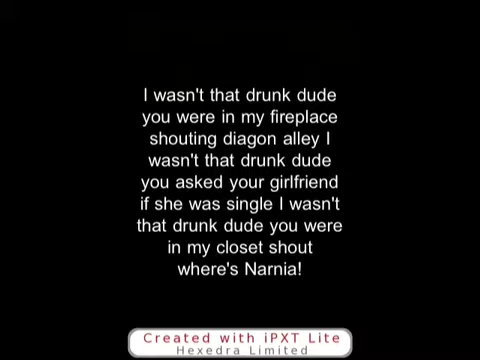 I wasn't that drunk dude
you were in my fireplace
shouting diagon alley I
wasn't that drunk dude
you asked your girlfriend
if she was single I wasn't
that drunk dude you were
in my closet shout
where's Narnia!
Created with iPXT Lite
Hexedra Limited